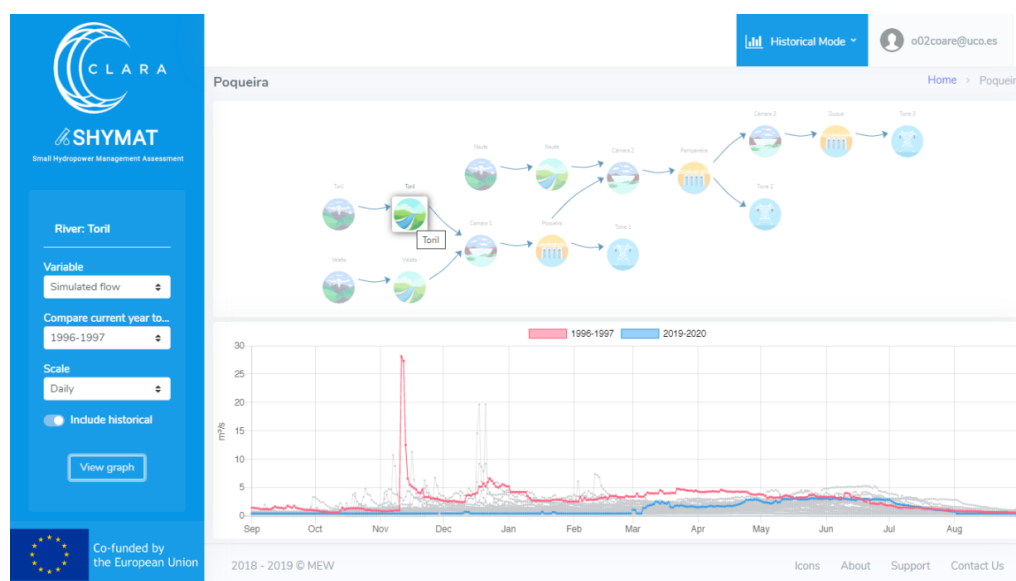 CLARA
SHYMAT
Small Hydropower Management Assessment
River: Toril
Variable
Simulated flow
Compare current year to...
1996-1997
Scale
Daily
Include historical
View graph
Co-funded by
the European Union
Historical Mode
o02coare@uco.es
Poqueira
Home > Poqueir
Cámara 3 Duque Torre 3
Naute Naute Cámara 2 Pampaneira
Toril Toril Torre 2
Toril
Cámara 1 Poqueira Torre 1
Veleta Veleta
1996-1997 2019-2020
30
25
20
15
10
5
0
m³/s
Sep Oct Nov Dec Jan Feb Mar Apr May Jun Jul Aug
2018 - 2019 © MEW
Icons About Support Contact Us